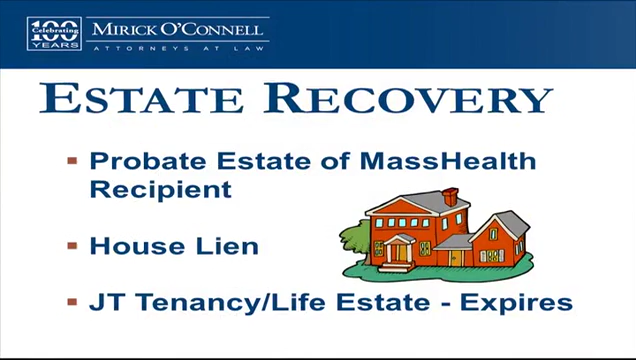 100
Celebrating
YEARS
MIRICK O'CONNELL
ATTORNEYS AT LAW
ESTATE RECOVERY
Probate Estate of MassHealth
Recipient
House Lien
JT Tenancy/Life Estate - Expires